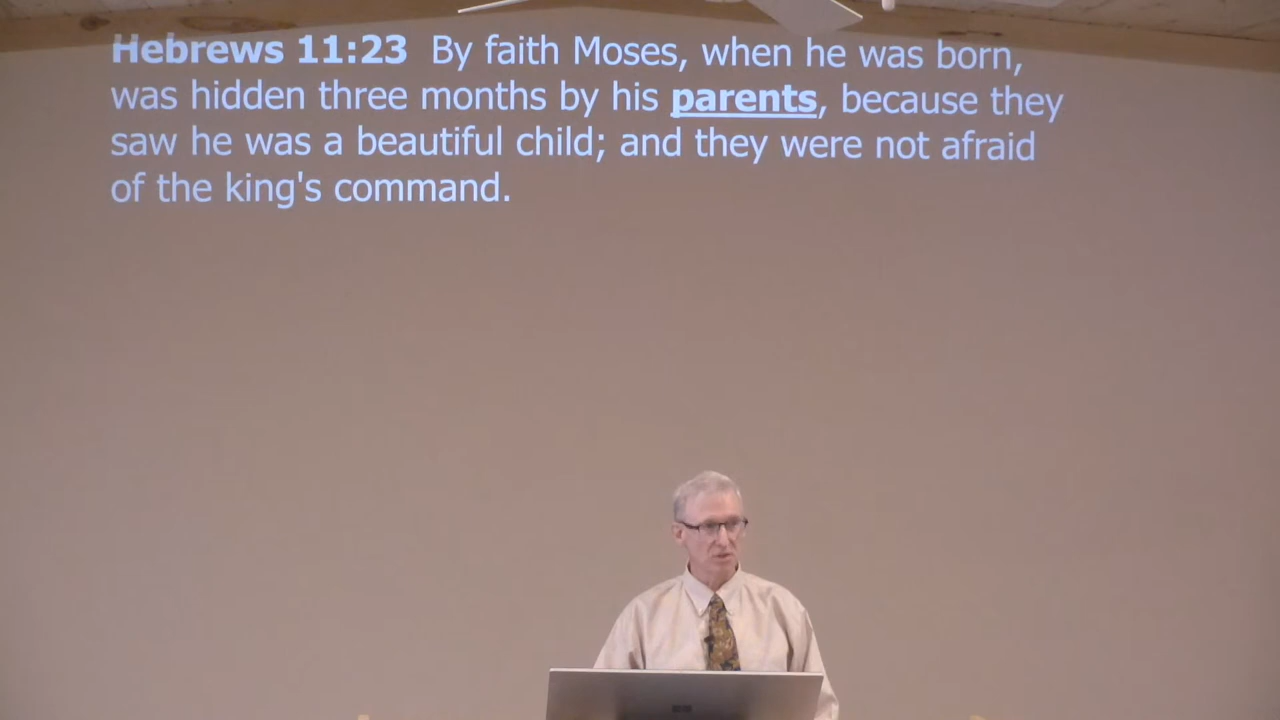 Hebrews 11:23 By faith Moses, when he was born,
was hidden three months by his parents, because they
saw he was a beautiful child; and they were not afraid
of the king's command.